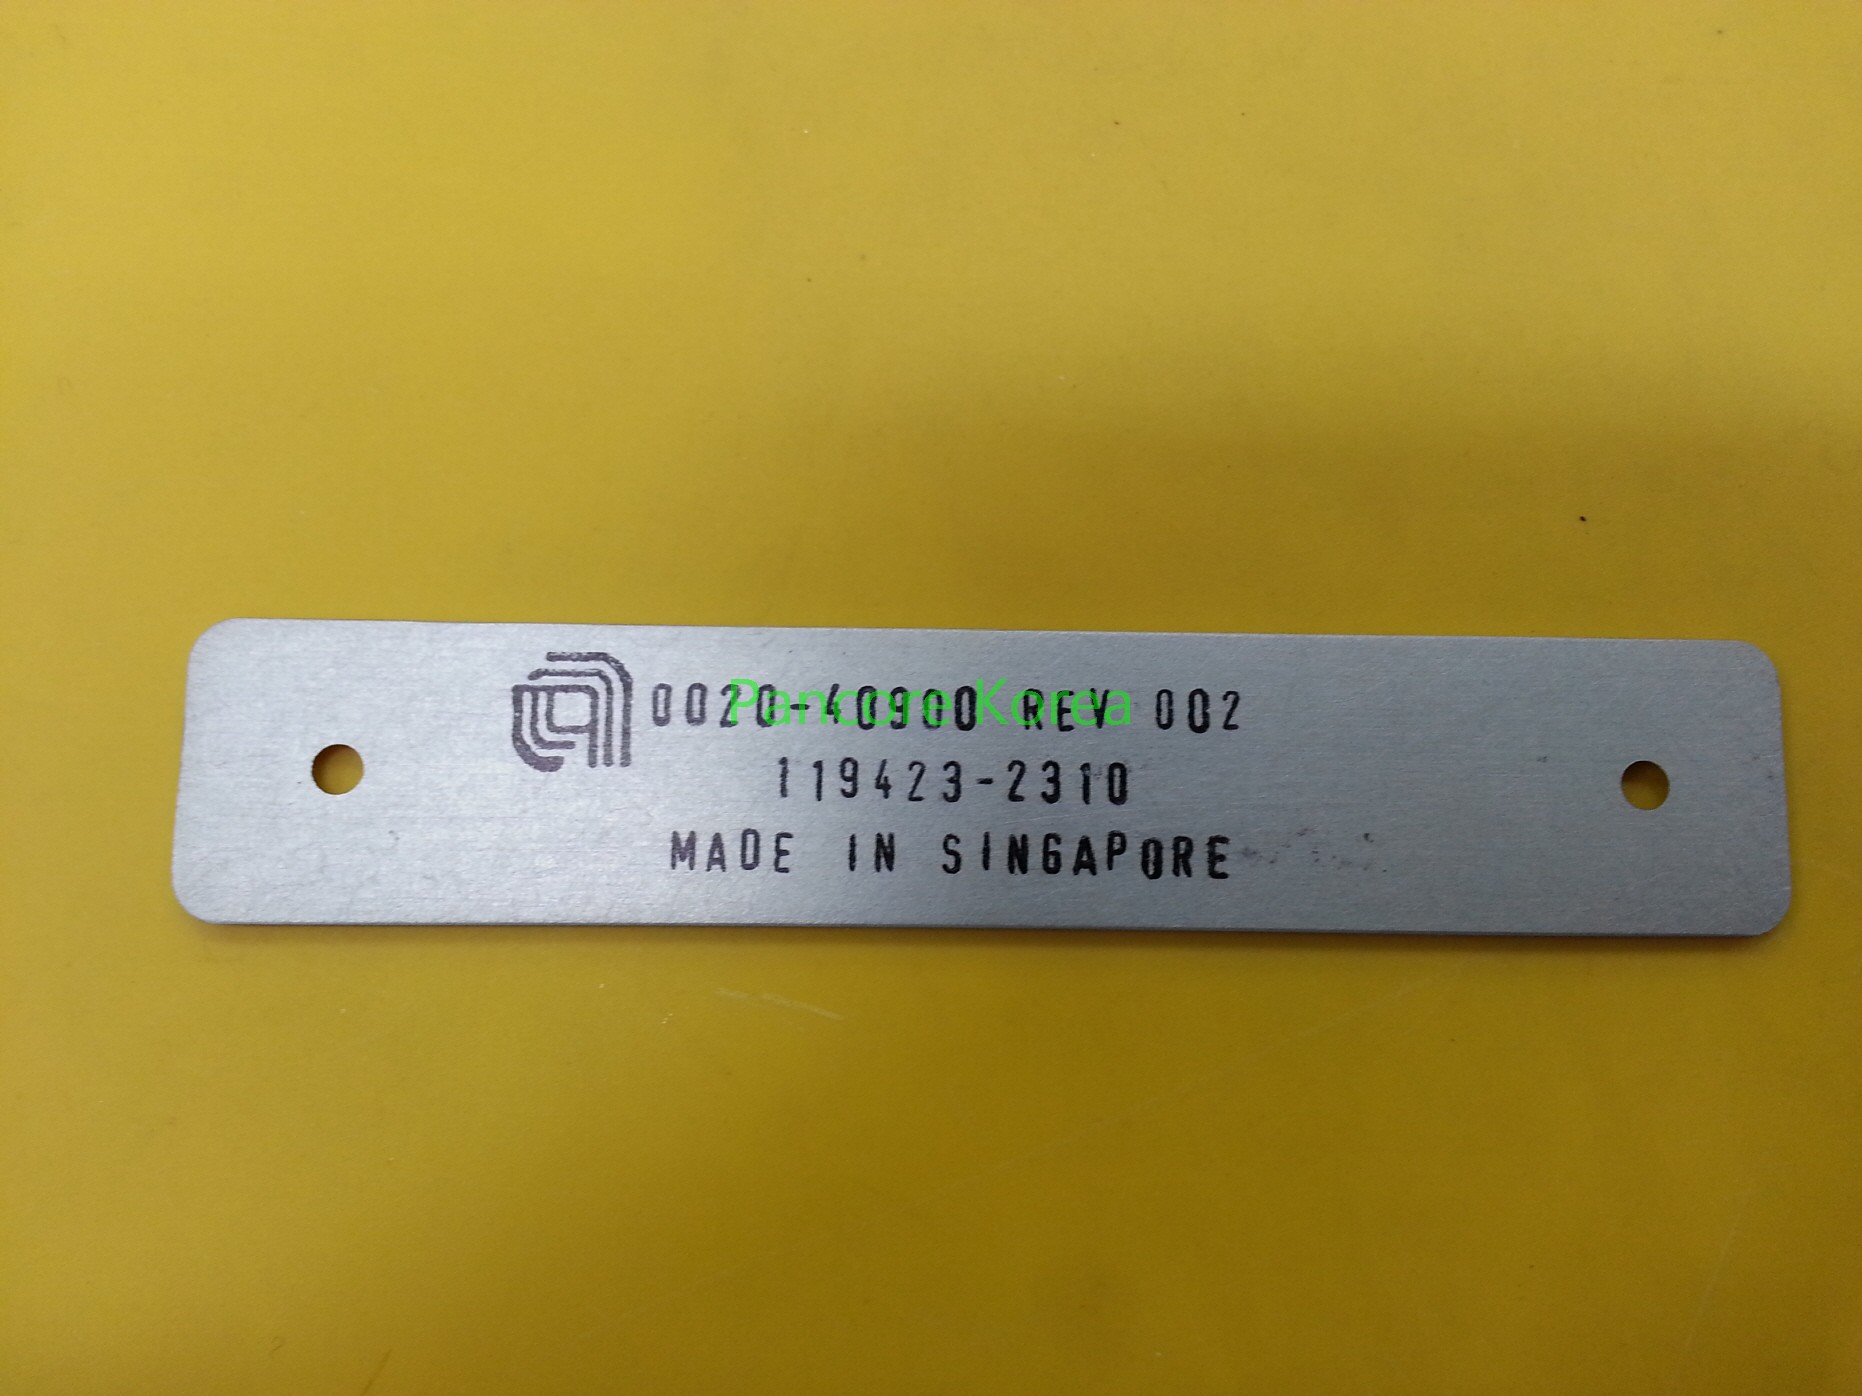 0020-40900 REV 002
Pancore Korea
119423-2310
MADE IN SINGAPORE